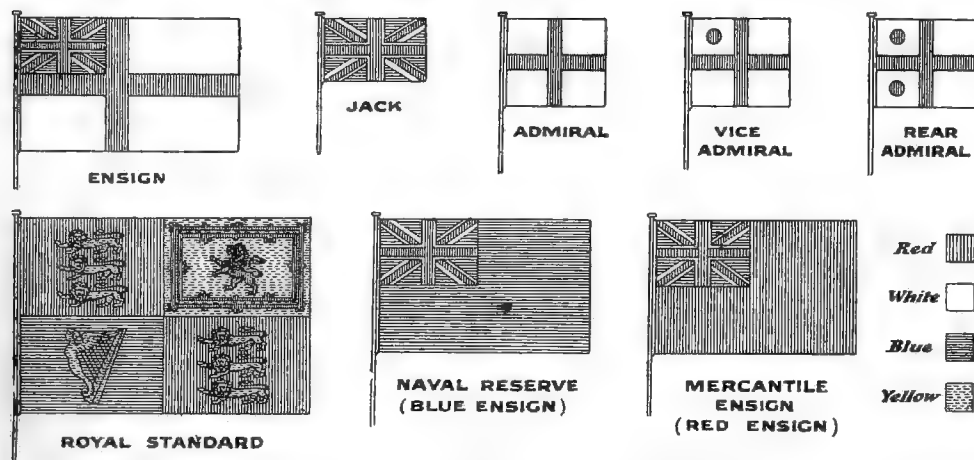 ENSIGN
JACK
ADMIRAL
VICE
ADMIRAL
REAR
ADMIRAL
ROYAL STANDARD
NAVAL RESERVE
(BLUE ENSIGN)
MERCANTILE
ENSIGN
(RED ENSIGN)
Red
White
Blue
Yellow